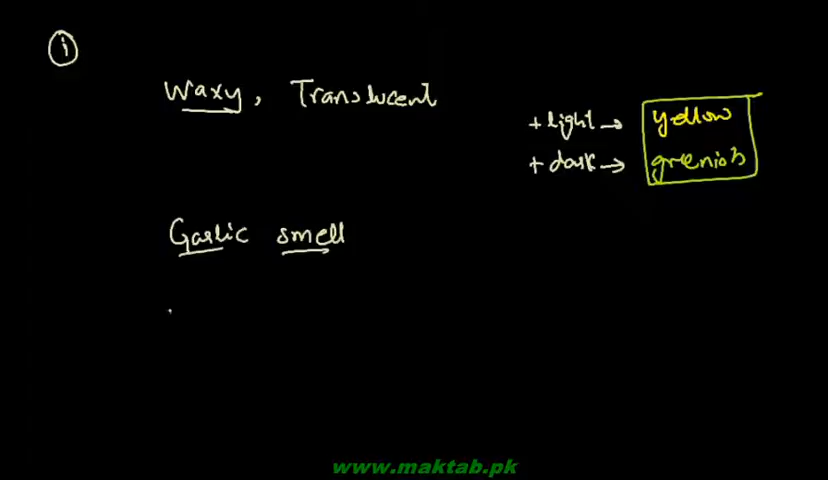 i
Waxy, Translucent
+ light → yellow
+ dark → greenish
Garlic smell
www.maktab.pk